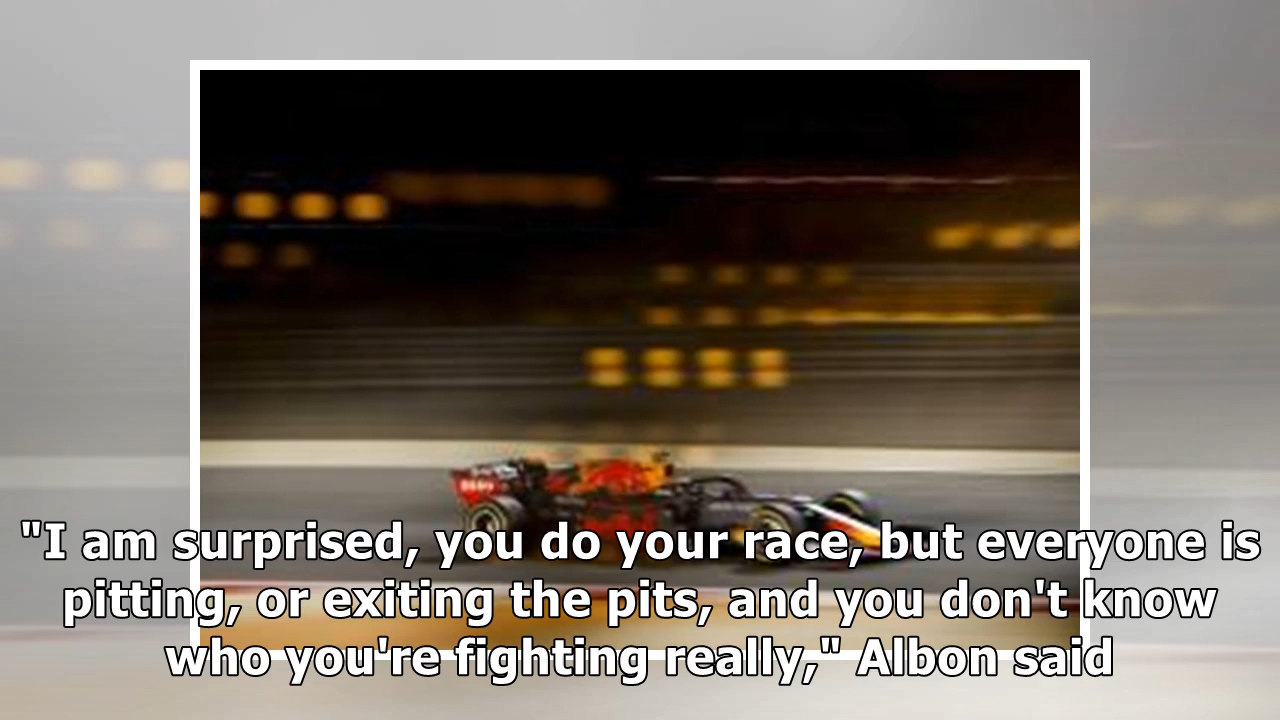 "I am surprised, you do your race, but everyone is
pitting, or exiting the pits, and you don't know
who you're fighting really," Albon said